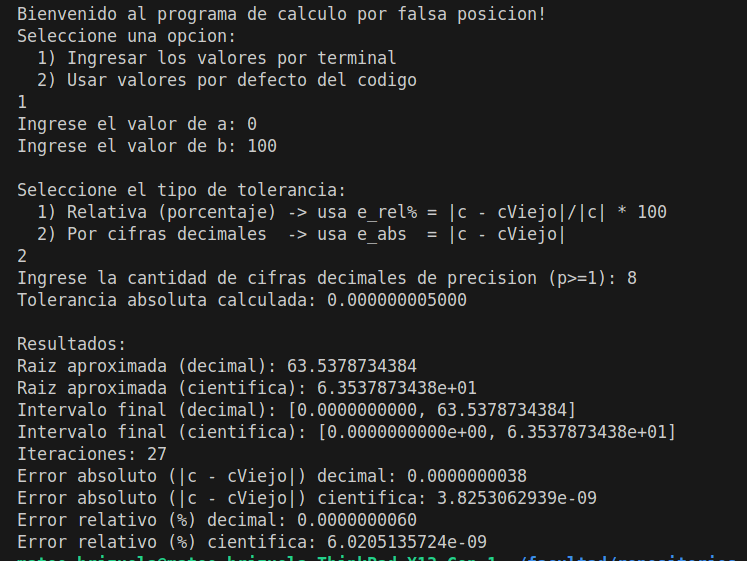 Bienvenido al programa de calculo por falsa posicion!
Seleccione una opcion:
  1) Ingresar los valores por terminal
  2) Usar valores por defecto del codigo
1
Ingrese el valor de a: 0
Ingrese el valor de b: 100

Seleccione el tipo de tolerancia:
  1) Relativa (porcentaje) -> usa e_rel% = |c - cViejo|/|c| * 100
  2) Por cifras decimales  -> usa e_abs  = |c - cViejo|
2
Ingrese la cantidad de cifras decimales de precision (p>=1): 8
Tolerancia absoluta calculada: 0.000000005000

Resultados:
Raiz aproximada (decimal): 63.5378734384
Raiz aproximada (cientifica): 6.3537873438e+01
Intervalo final (decimal): [0.0000000000, 63.5378734384]
Intervalo final (cientifica): [0.0000000000e+00, 6.3537873438e+01]
Iteraciones: 27
Error absoluto (|c - cViejo|) decimal: 0.0000000038
Error absoluto (|c - cViejo|) cientifica: 3.8253062939e-09
Error relativo (%) decimal: 0.0000000060
Error relativo (%) cientifica: 6.0205135724e-09